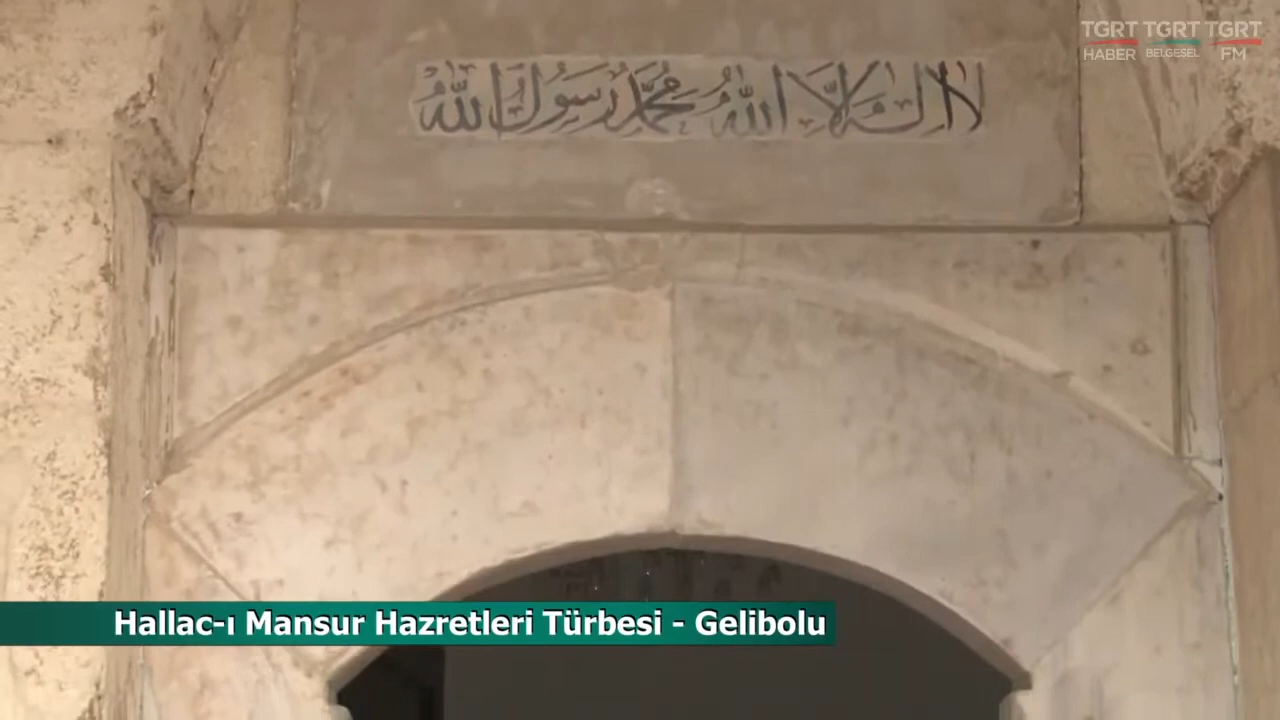 TGRT TGRT TGRT
HABER BELGESEL FM
لا اله الا الله محمد رسول الله
Hallac-ı Mansur Hazretleri Türbesi - Gelibolu